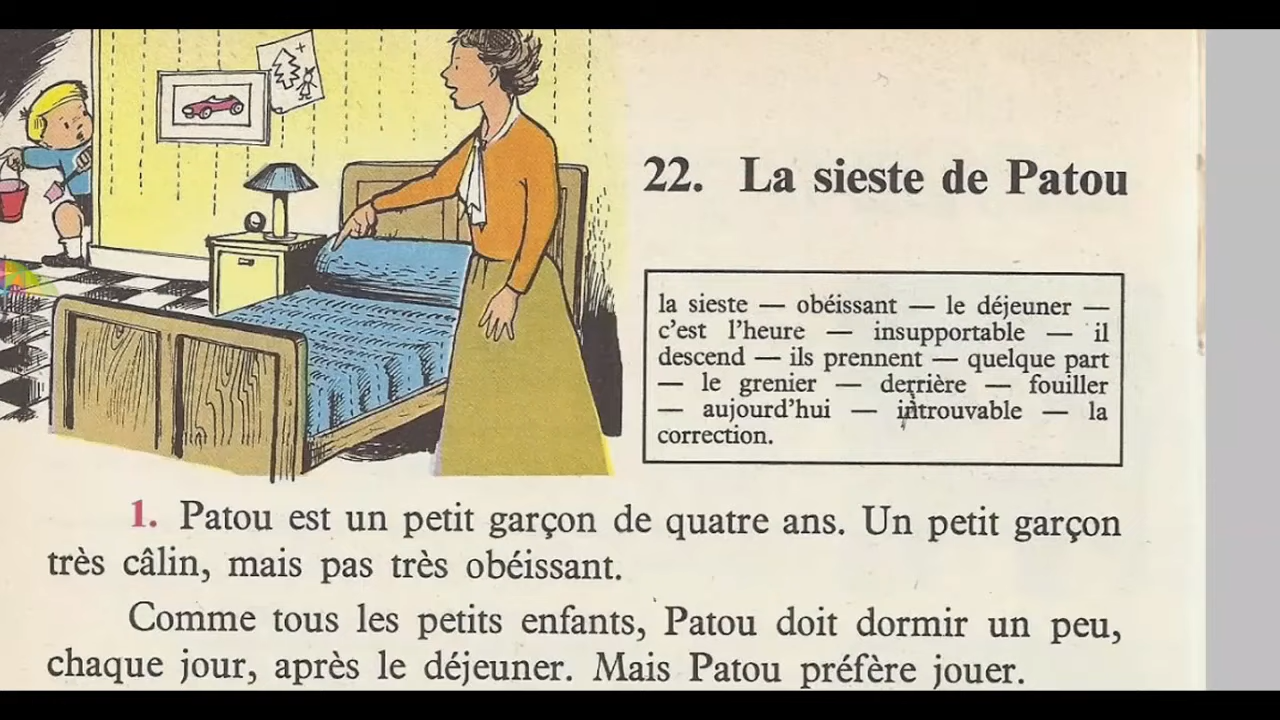 22. La sieste de Patou
la sieste — obéissant — le déjeuner —
c'est l'heure — insupportable — il
descend — ils prennent — quelque part
— le grenier — derrière — fouiller
— aujourd'hui — introuvable — la
correction.
1. Patou est un petit garçon de quatre ans. Un petit garçon
très câlin, mais pas très obéissant.
Comme tous les petits enfants, Patou doit dormir un peu,
chaque jour, après le déjeuner. Mais Patou préfère jouer.